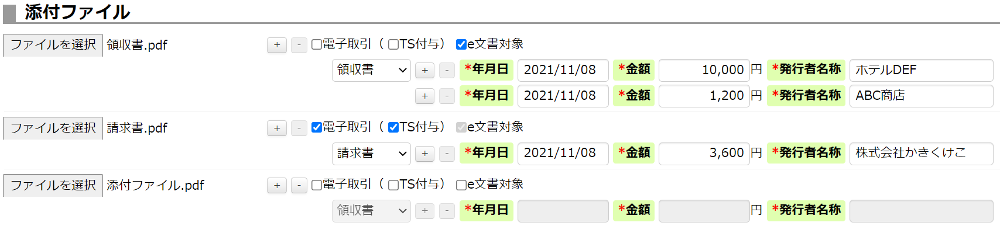 添付ファイル
ファイルを選択 領収書.pdf + - 電子取引（ TS付与） e文書対象
領収書 + - *年月日 2021/11/08 *金額 10,000 円 *発行者名称 ホテルDEF
+ - *年月日 2021/11/08 *金額 1,200 円 *発行者名称 ABC商店
ファイルを選択 請求書.pdf + - 電子取引（ TS付与） e文書対象
請求書 + - *年月日 2021/11/08 *金額 3,600 円 *発行者名称 株式会社かきくけこ
ファイルを選択 添付ファイル.pdf + - 電子取引（ TS付与） e文書対象
領収書 + - *年月日 *金額 円 *発行者名称